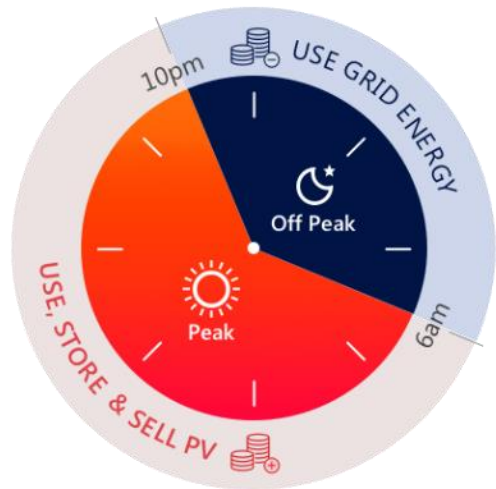 10pm
USE GRID ENERGY
Off Peak
6am
Peak
USE, STORE & SELL PV